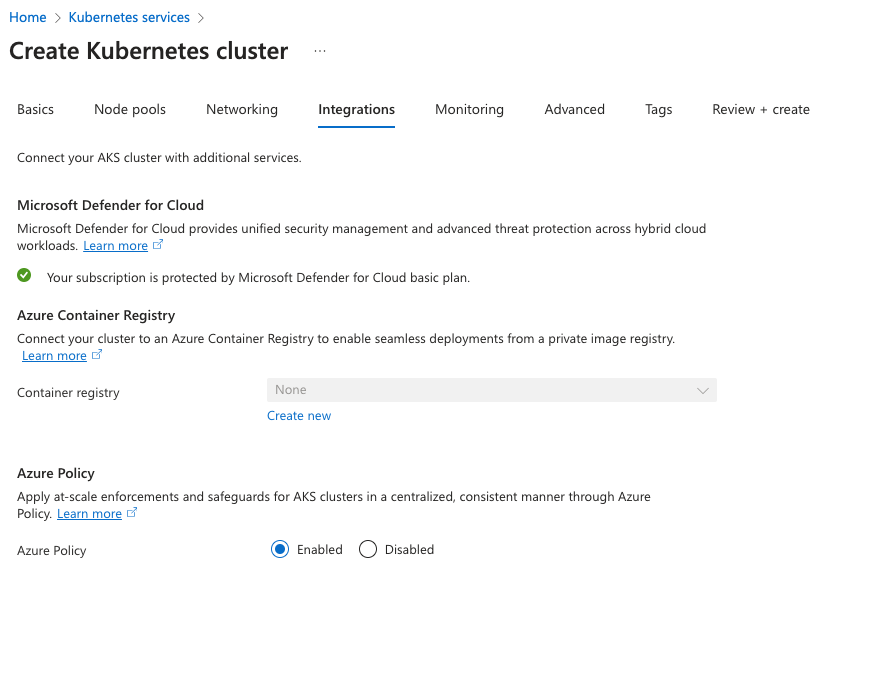 Home > Kubernetes services >
Create Kubernetes cluster ...
Basics Node pools Networking Integrations Monitoring Advanced Tags Review + create
Connect your AKS cluster with additional services.
Microsoft Defender for Cloud
Microsoft Defender for Cloud provides unified security management and advanced threat protection across hybrid cloud
workloads. Learn more
Your subscription is protected by Microsoft Defender for Cloud basic plan.
Azure Container Registry
Connect your cluster to an Azure Container Registry to enable seamless deployments from a private image registry.
Learn more
Container registry None
Create new
Azure Policy
Apply at-scale enforcements and safeguards for AKS clusters in a centralized, consistent manner through Azure
Policy. Learn more
Azure Policy Enabled Disabled